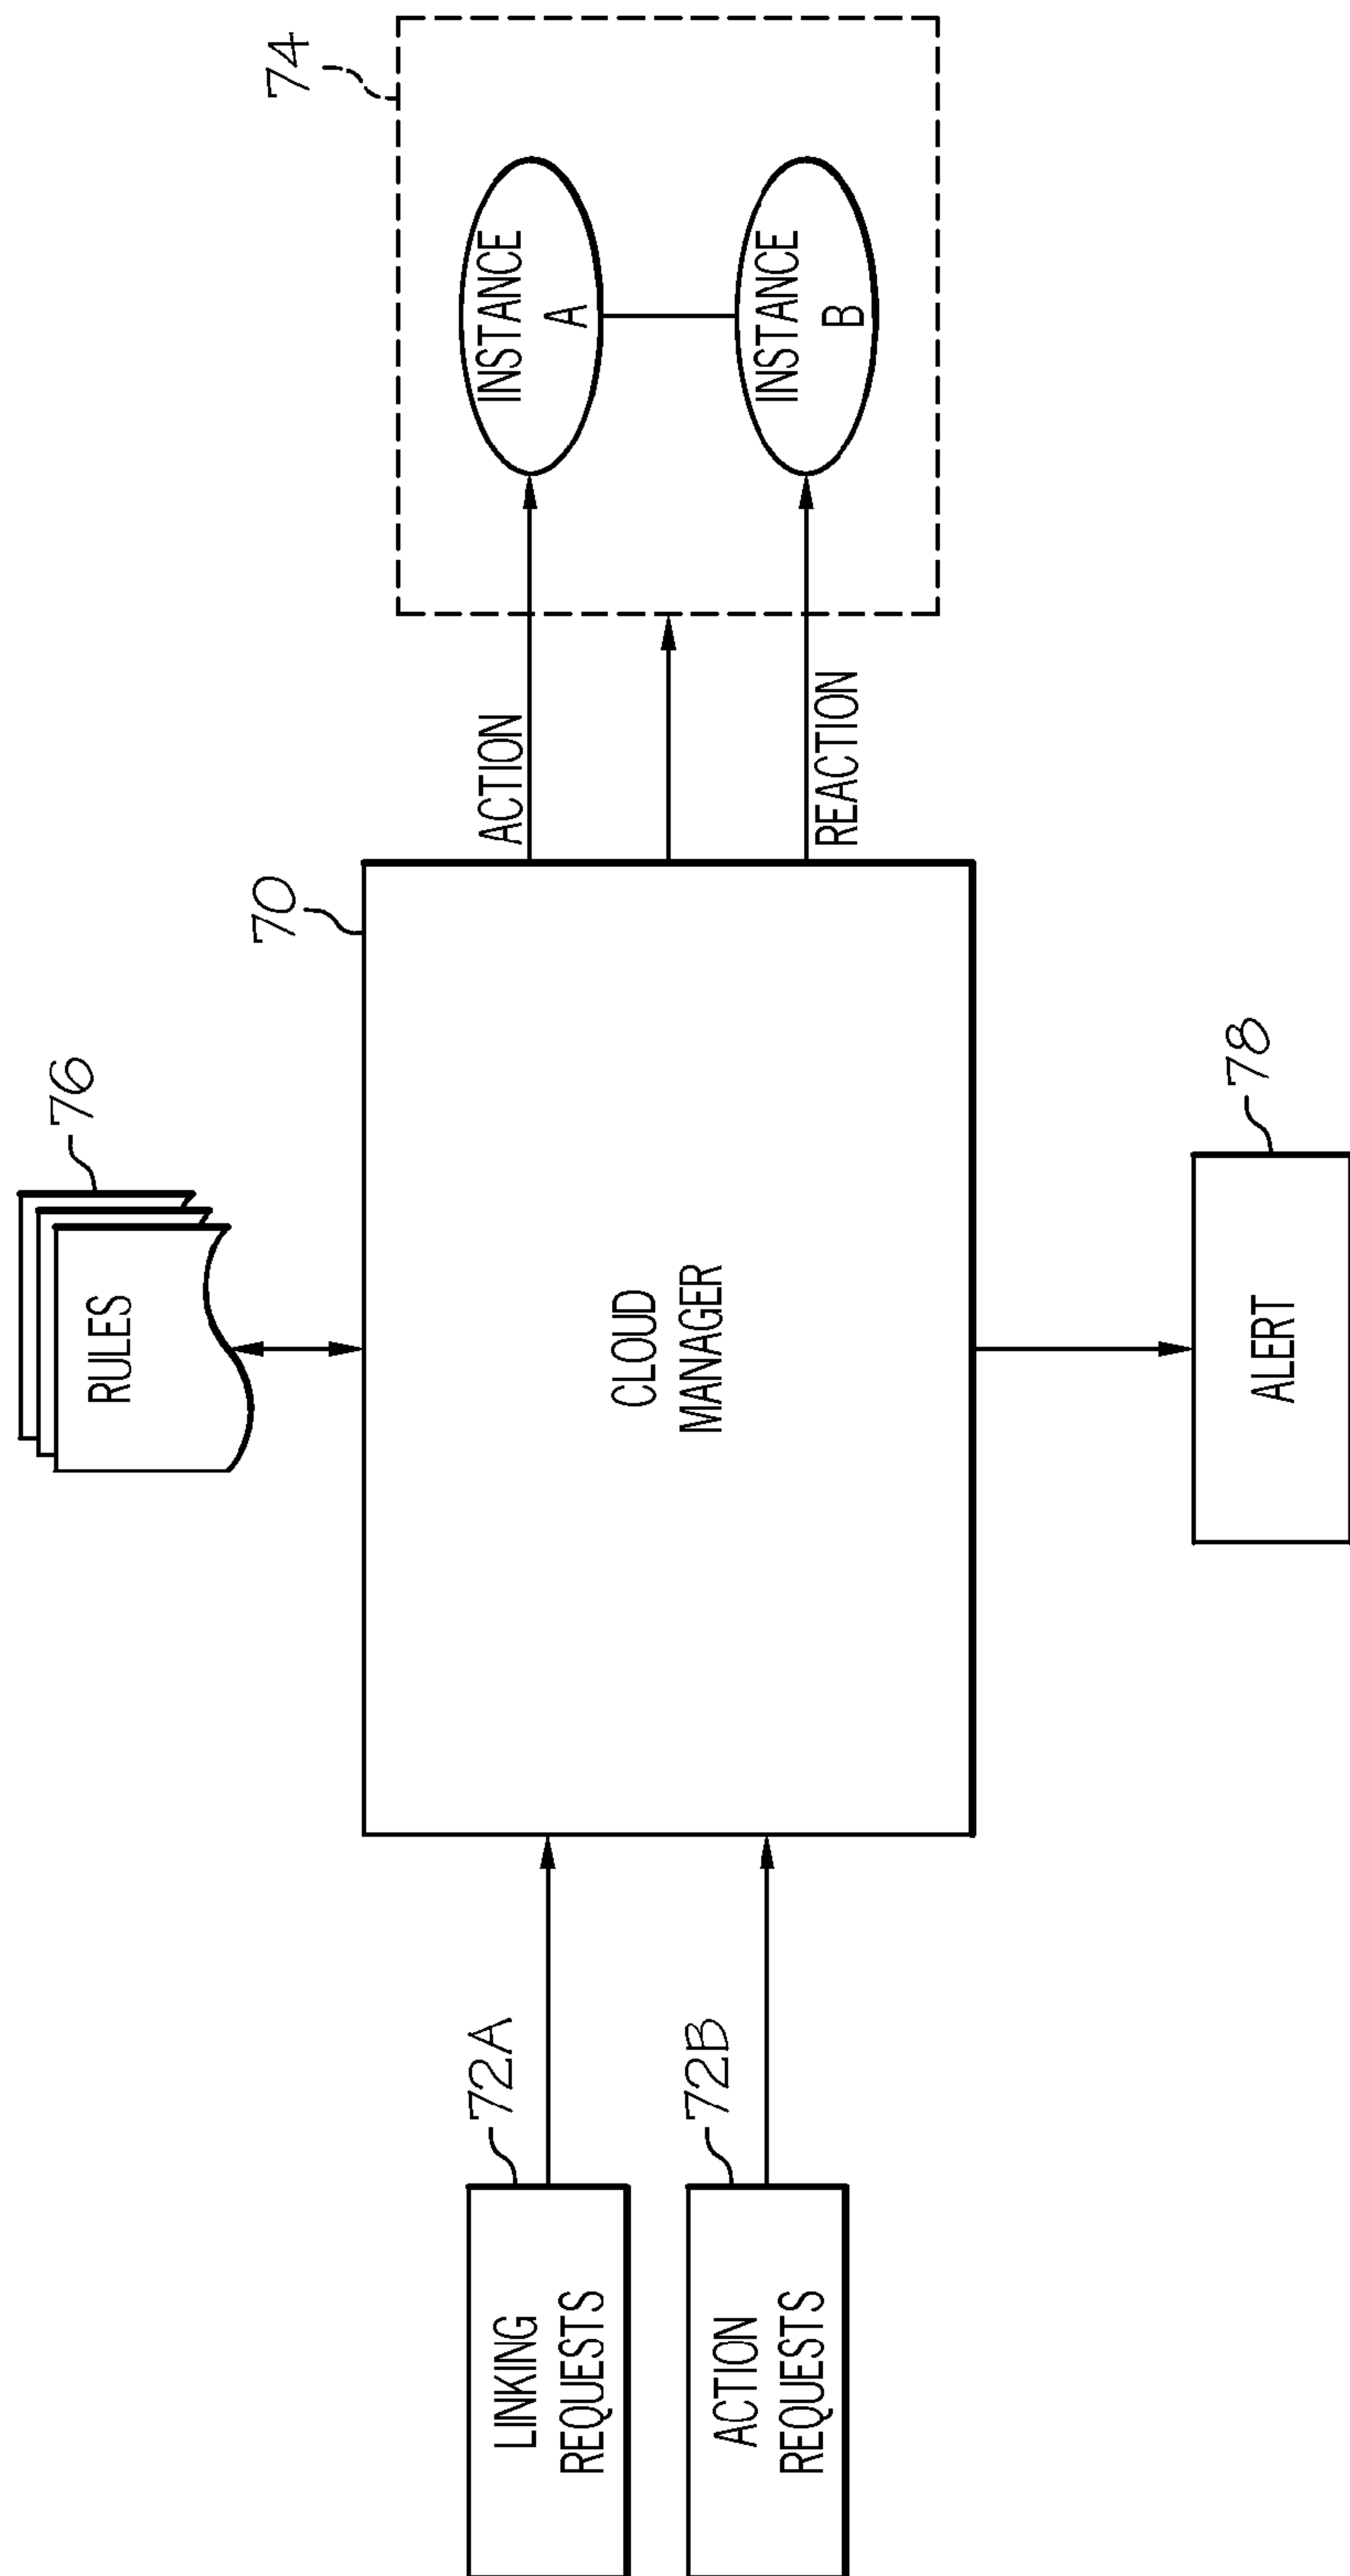 76
RULES
70
74
CLOUD
MANAGER
72A
LINKING
REQUESTS
72B
ACTION
REQUESTS
ACTION
REACTION
INSTANCE
A
INSTANCE
B
78
ALERT